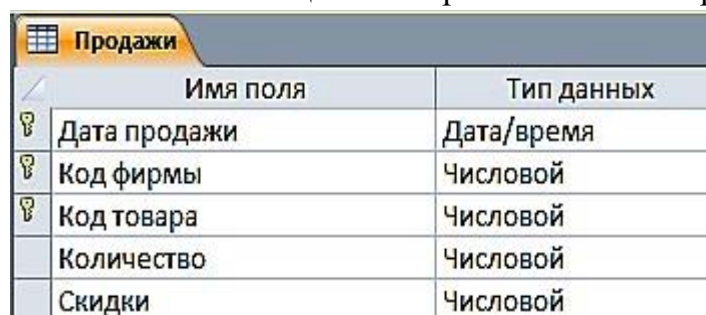 Продажи
Имя поля Тип данных
Дата продажи Дата/время
Код фирмы Числовой
Код товара Числовой
Количество Числовой
Скидки Числовой